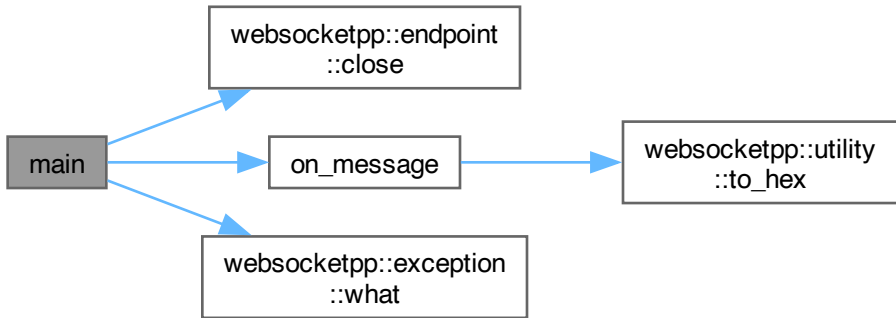 websocketpp::endpoint
::close
main
on_message
websocketpp::utility
::to_hex
websocketpp::exception
::what